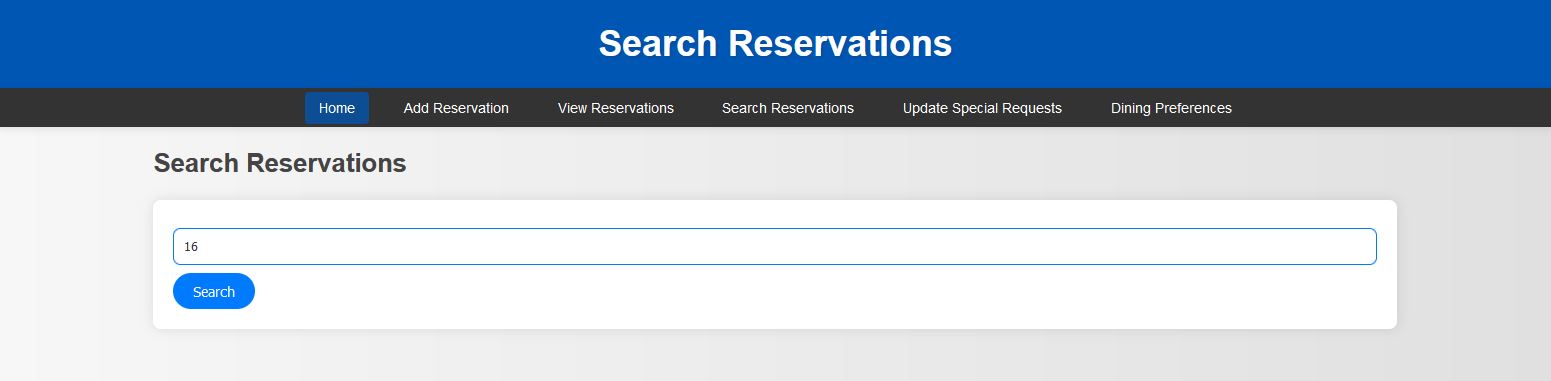 Search Reservations
Home Add Reservation View Reservations Search Reservations Update Special Requests Dining Preferences
Search Reservations
16
Search